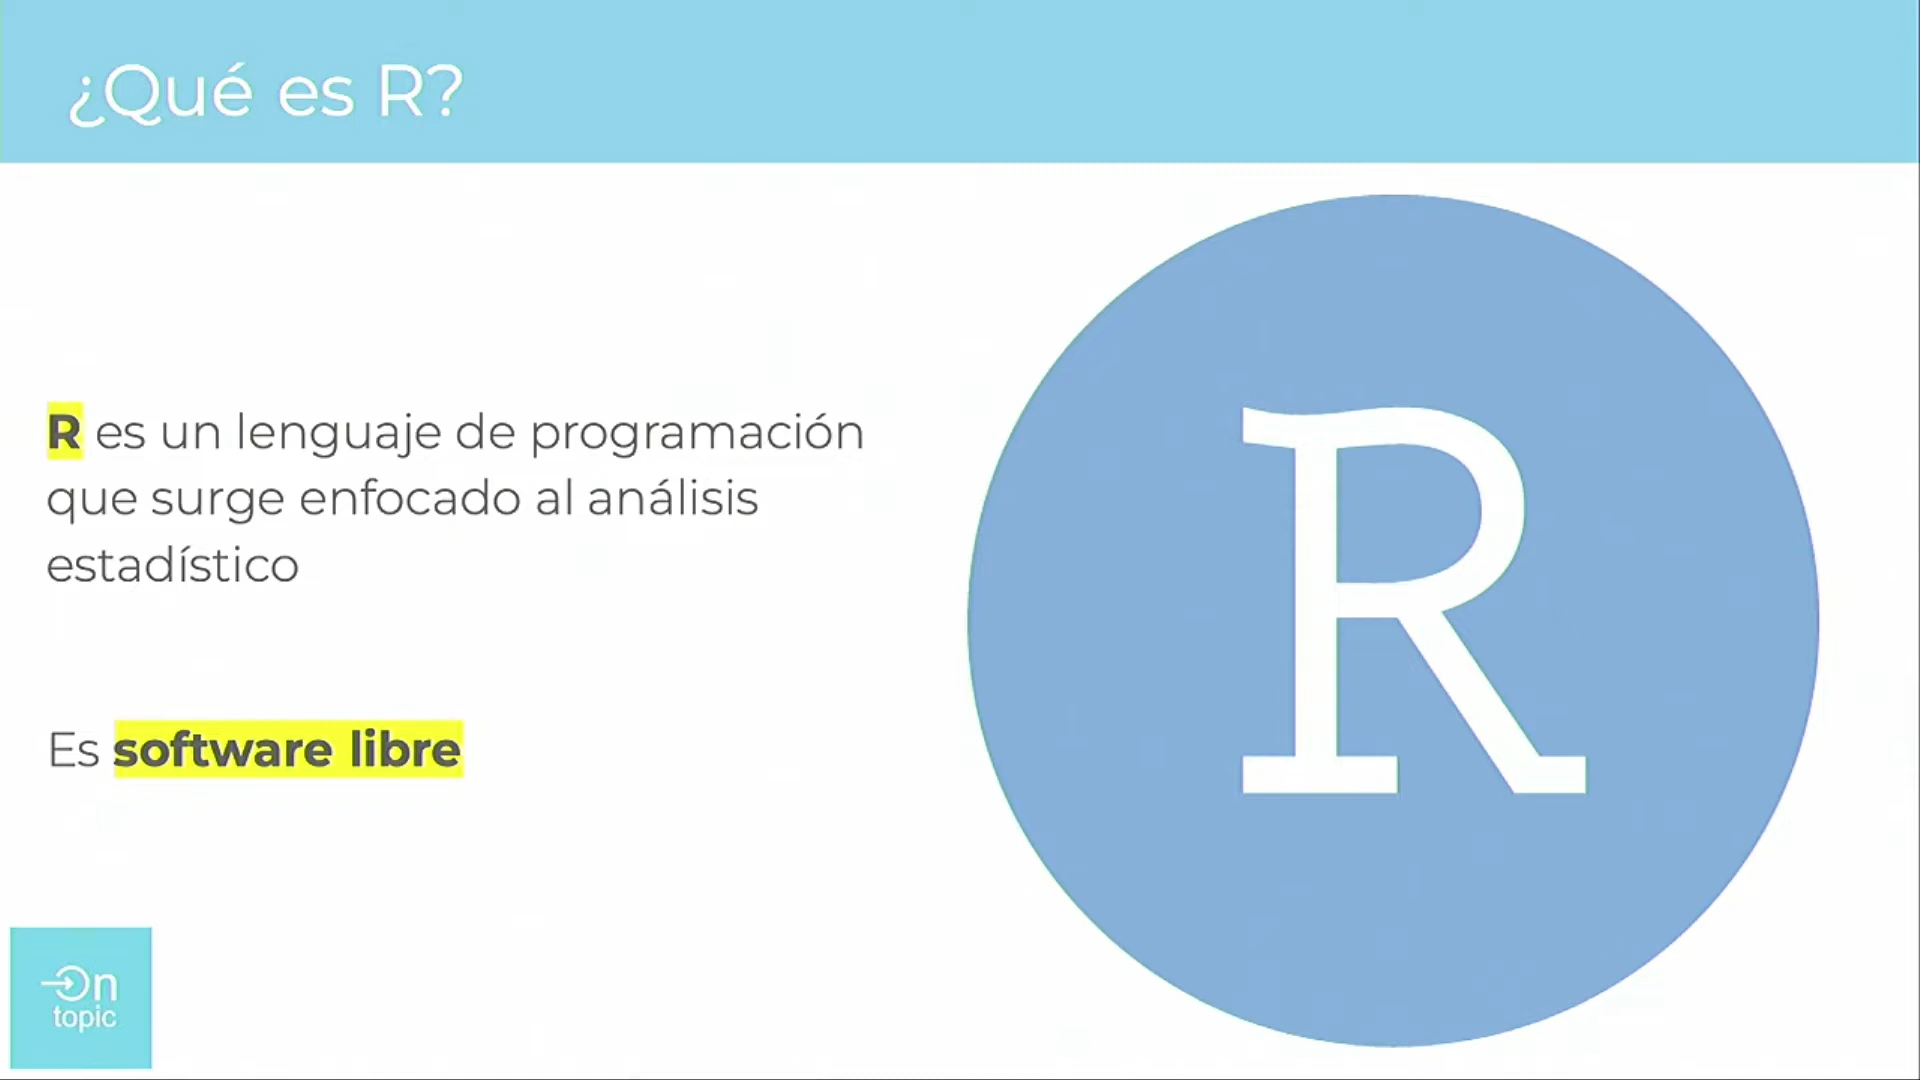 ¿Qué es R?
R es un lenguaje de programación
que surge enfocado al análisis
estadístico
Es software libre
R
On
topic